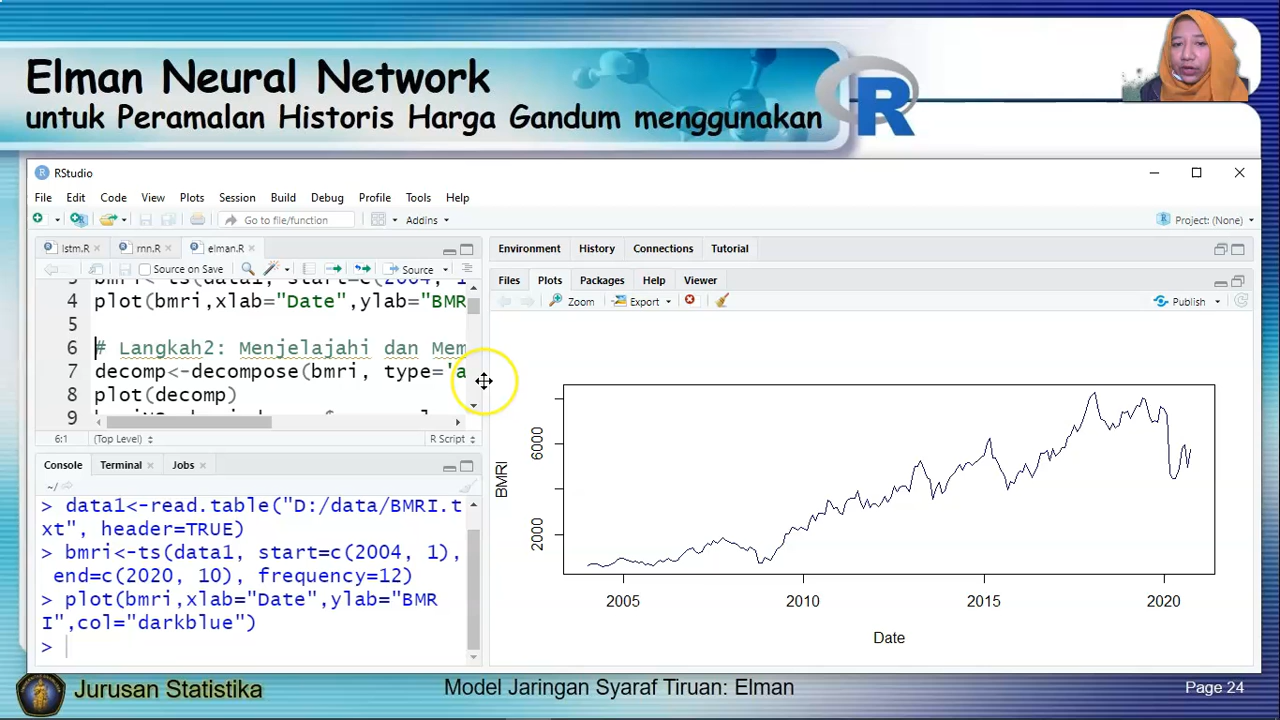 Elman Neural Network
untuk Peramalan Historis Harga Gandum menggunakan R
RStudio
File Edit Code View Plots Session Build Debug Profile Tools Help
Go to file/function Addins Project: (None)
lstm.R rnn.R elman.R
Source on Save Source
4 plot(bmri,xlab="Date",ylab="BMR
5
6 # Langkah2: Menjelajahi dan Mem
7 decomp<-decompose(bmri, type='a
8 plot(decomp)
9
6:1 (Top Level) R Script
Console Terminal Jobs
~/
> data1<-read.table("D:/data/BMRI.t
xt", header=TRUE)
> bmri<-ts(data1, start=c(2004, 1),
end=c(2020, 10), frequency=12)
> plot(bmri,xlab="Date",ylab="BMR
I",col="darkblue")
>
Environment History Connections Tutorial
Files Plots Packages Help Viewer
Zoom Export Publish
BMRI
6000
2000
2005 2010 2015 2020
Date
Jurusan Statistika
Model Jaringan Syaraf Tiruan: Elman
Page 24